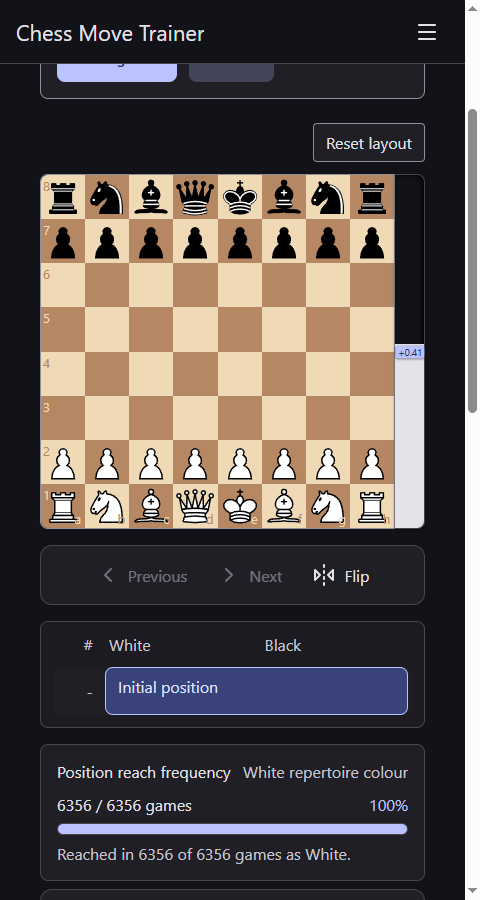 Chess Move Trainer
Reset layout
8
7
6
5
4
3
2
1
a b c d e f g h
+0.41
Previous Next Flip
# White Black
- Initial position
Position reach frequency White repertoire colour
6356 / 6356 games 100%
Reached in 6356 of 6356 games as White.